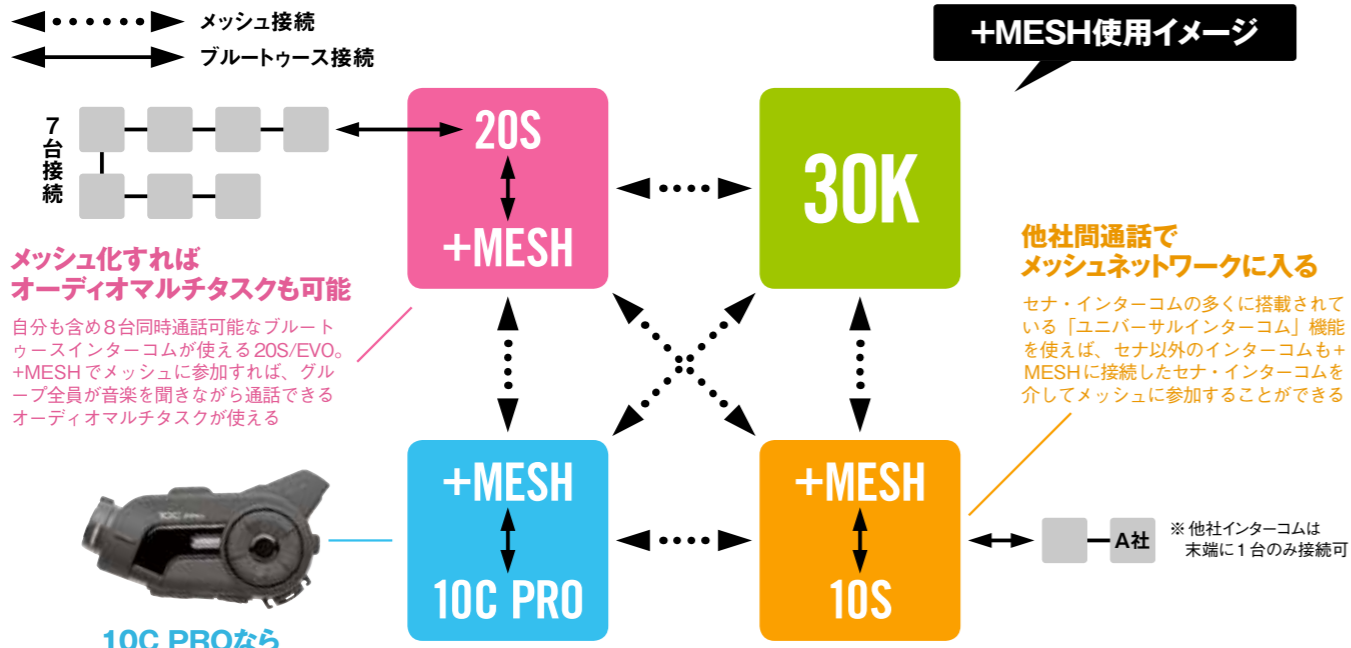 メッシュ接続
ブルートゥース接続
+MESH使用イメージ
7台接続
20S
+MESH
30K
メッシュ化すれば
オーディオマルチタスクも可能
自分も含め8台同時通話可能なブルート
ゥースインターコムが使える20S/EVO。
+MESHでメッシュに参加すれば、グル
ープ全員が音楽を聞きながら通話できる
オーディオマルチタスクが使える
他社間通話で
メッシュネットワークに入る
セナ・インターコムの多くに搭載されて
いる「ユニバーサルインターコム」機能
を使えば、セナ以外のインターコムも+
MESHに接続したセナ・インターコムを
介してメッシュに参加することができる
+MESH
10C PRO
+MESH
10S
A社
※他社インターコムは
末端に1台のみ接続可
10C PRO
10C PROなら